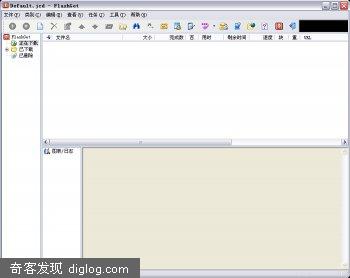 Default.jcd - FlashGet
文件(F) 类别(C) 编辑(E) 查看(V) 任务(J) 工具(T) 帮助(H)
FlashGet
正在下载
已下载
已删除
文件名 大小 完成数 百 用时 剩余时间 速度 块 重 URL
图表/日志
奇客发现 diglog.com